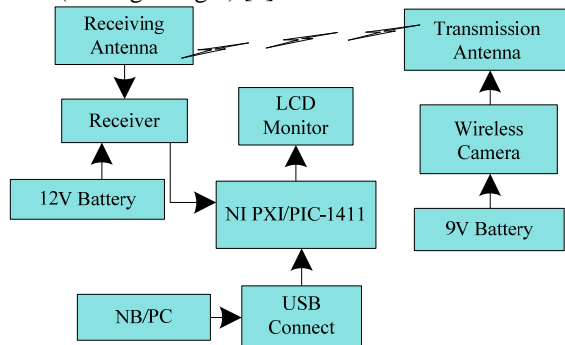 Receiving
Antenna
Transmission
Antenna
LCD
Monitor
Receiver
Wireless
Camera
12V Battery
NI PXI/PIC-1411
9V Battery
NB/PC
USB
Connect